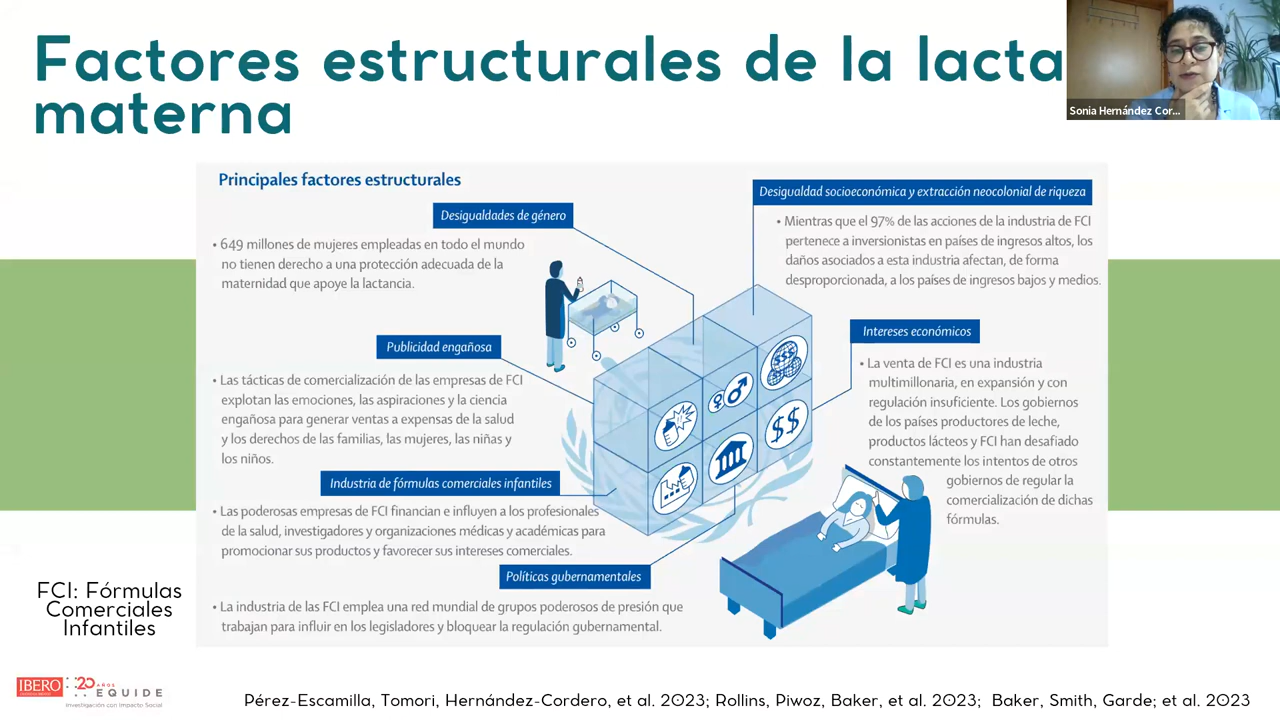 Factores estructurales de la lacta
materna
Sonia Hernández Cor...
Principales factores estructurales
Desigualdades de género
• 649 millones de mujeres empleadas en todo el mundo
no tienen derecho a una protección adecuada de la
maternidad que apoye la lactancia.
Desigualdad socioeconómica y extracción neocolonial de riqueza
• Mientras que el 97% de las acciones de la industria de FCI
pertenece a inversionistas en países de ingresos altos, los
daños asociados a esta industria afectan, de forma
desproporcionada, a los países de ingresos bajos y medios.
Publicidad engañosa
• Las tácticas de comercialización de las empresas de FCI
explotan las emociones, las aspiraciones y la ciencia
engañosa para generar ventas a expensas de la salud
y los derechos de las familias, las mujeres, las niñas y
los niños.
Intereses económicos
• La venta de FCI es una industria
multimillonaria, en expansión y con
regulación insuficiente. Los gobiernos
de los países productores de leche,
productos lácteos y FCI han desafiado
constantemente los intentos de otros
gobiernos de regular la
comercialización de dichas
fórmulas.
$$$
$$
Industria de fórmulas comerciales infantiles
• Las poderosas empresas de FCI financian e influyen a los profesionales
de la salud, investigadores y organizaciones médicas y académicas para
promocionar sus productos y favorecer sus intereses comerciales.
Políticas gubernamentales
• La industria de las FCI emplea una red mundial de grupos poderosos de presión que
trabajan para influir en los legisladores y bloquear la regulación gubernamental.
FCI: Fórmulas
Comerciales
Infantiles
IBERO
20 AÑOS
EQUIDE
Investigación con Impacto Social
Pérez-Escamilla, Tomori, Hernández-Cordero, et al. 2023; Rollins, Piwoz, Baker, et al. 2023; Baker, Smith, Garde; et al. 2023